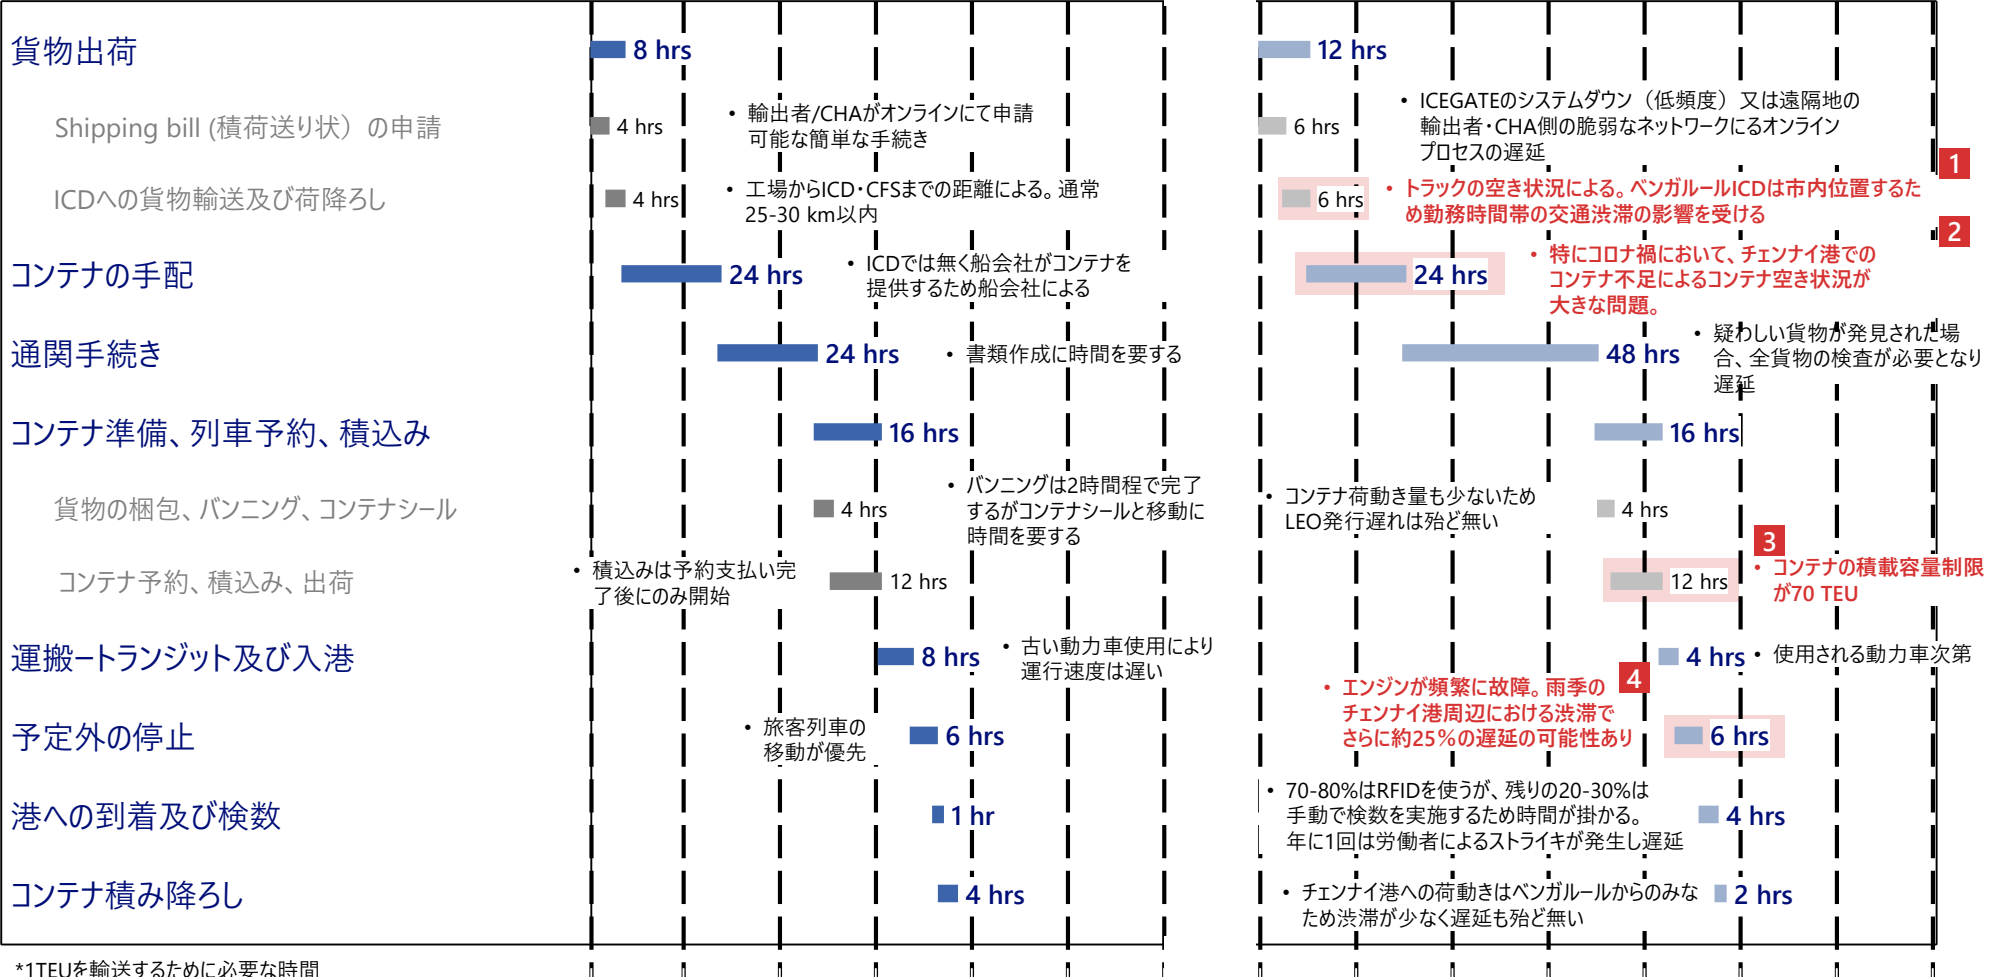 貨物出荷
8 hrs
12 hrs
Shipping bill (積荷送り状）の申請
4 hrs
• 輸出者/CHAがオンラインにて申請
可能な簡単な手続き
6 hrs
• ICEGATEのシステムダウン（低頻度）又は遠隔地の
輸出者・CHA側の脆弱なネットワークにるオンライン
プロセスの遅延
1
ICDへの貨物輸送及び荷降ろし
4 hrs
• 工場からICD・CFSまでの距離による。通常
25-30 km以内
6 hrs
• トラックの空き状況による。ベンガルールICDは市内位置するた
め勤務時間帯の交通渋滞の影響を受ける
2
コンテナの手配
24 hrs
• ICDでは無く船会社がコンテナを
提供するため船会社による
24 hrs
• 特にコロナ禍において、チェンナイ港での
コンテナ不足によるコンテナ空き状況が
大きな問題。
通関手続き
24 hrs
• 書類作成に時間を要する
48 hrs
• 疑わしい貨物が発見された場
合、全貨物の検査が必要となり
遅延
コンテナ準備、列車予約、積込み
16 hrs
16 hrs
貨物の梱包、バンニング、コンテナシール
4 hrs
• バンニングは2時間程で完了
するがコンテナシールと移動に
時間を要する
• コンテナ荷動き量も少ないため
LEO発行遅れは殆ど無い
4 hrs
3
コンテナ予約、積込み、出荷
• 積込みは予約支払い完
了後にのみ開始
12 hrs
12 hrs
• コンテナの積載容量制限
が70 TEU
運搬–トランジット及び入港
8 hrs
• 古い動力車使用により
運行速度は遅い
4 hrs
• 使用される動力車次第
4
予定外の停止
• 旅客列車の
移動が優先
6 hrs
• エンジンが頻繁に故障。雨季の
チェンナイ港周辺における渋滞で
さらに約25%の遅延の可能性あり
6 hrs
港への到着及び検数
1 hr
• 70-80%はRFIDを使うが、残りの20-30%は
手動で検数を実施するため時間が掛かる。
年に1回は労働者によるストライキが発生し遅延
4 hrs
コンテナ積み降ろし
4 hrs
• チェンナイ港への荷動きはベンガルールからのみな
ため渋滞が少なく遅延も殆ど無い
2 hrs
*1TEUを輸送するために必要な時間